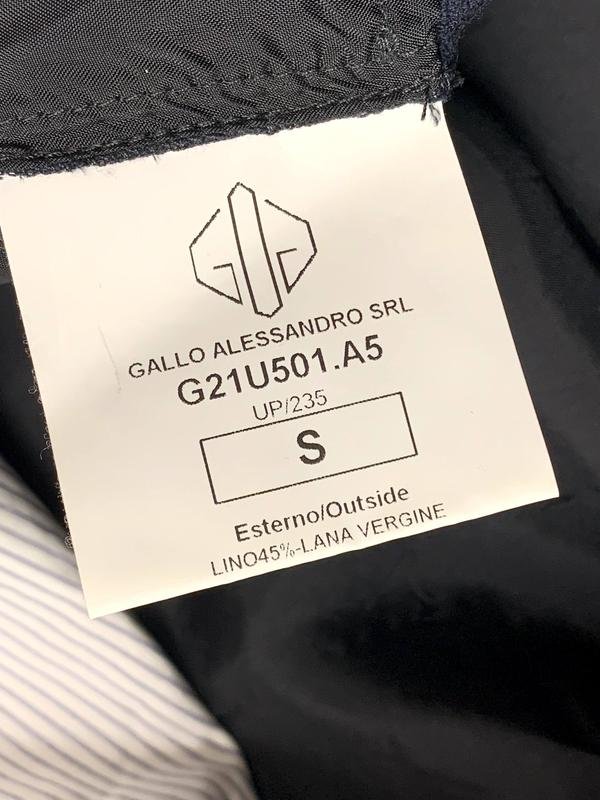 GALLO ALESSANDRO SRL
G21U501.A5
UP/235
S
Esterno/Outside
LINO45%-LANA VERGINE